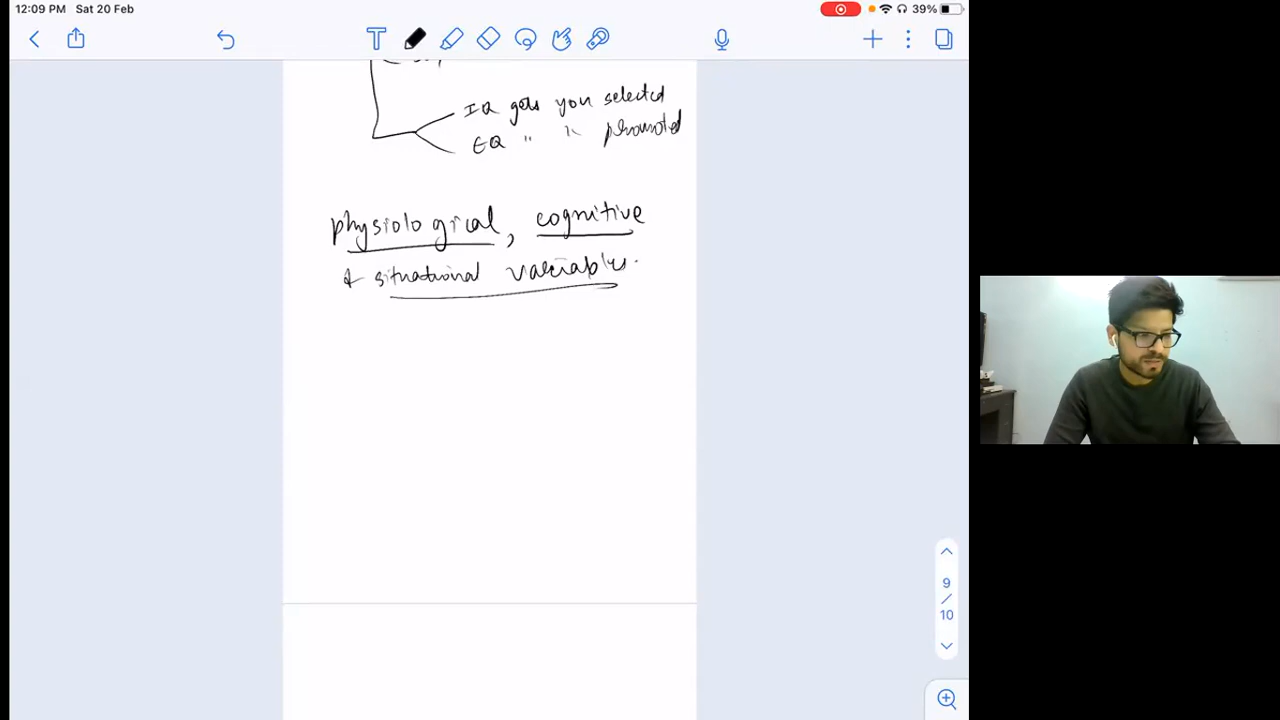 12:09 PM Sat 20 Feb
39%
T
IQ gets you selected
EQ " " promoted
physiological, cognitive
& situational variables.
9
/
10